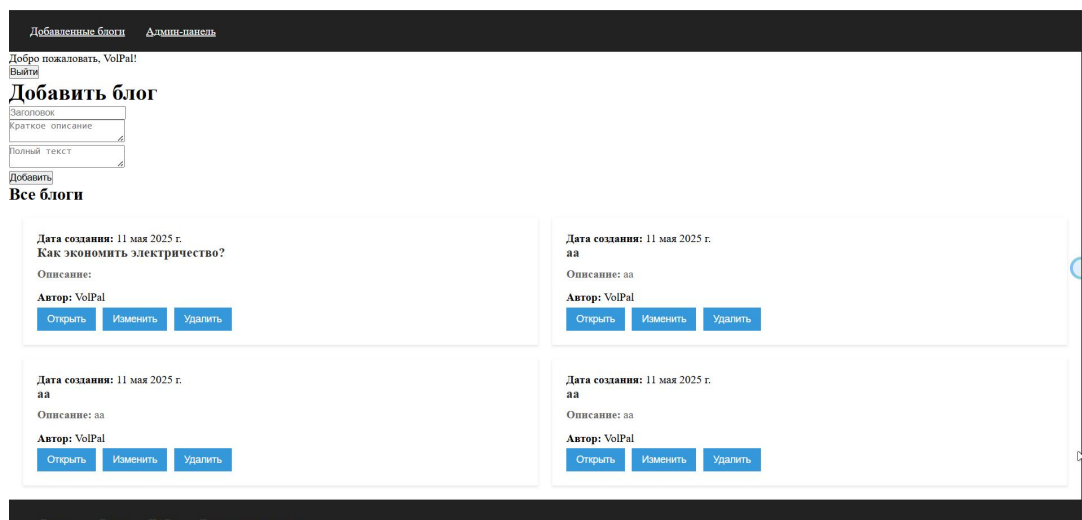 Добавленные блоги Админ-панель
Добро пожаловать, VolPal!
Выйти
Добавить блог
Заголовок
Краткое описание
Полный текст
Добавить
Все блоги
Дата создания: 11 мая 2025 г.
Как экономить электричество?
Описание:
Автор: VolPal
Открыть Изменить Удалить
Дата создания: 11 мая 2025 г.
aa
Описание: aa
Автор: VolPal
Открыть Изменить Удалить
Дата создания: 11 мая 2025 г.
aa
Описание: aa
Автор: VolPal
Открыть Изменить Удалить
Дата создания: 11 мая 2025 г.
aa
Описание: aa
Автор: VolPal
Открыть Изменить Удалить